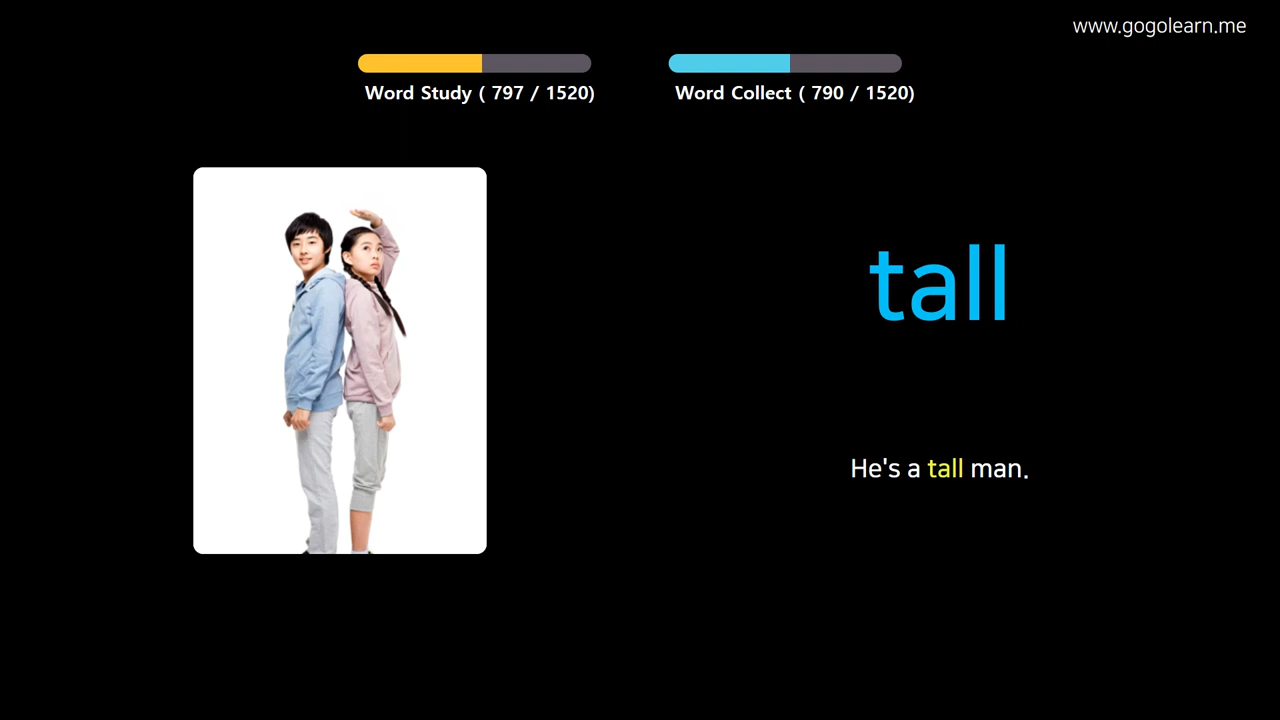 www.gogolearn.me
Word Study ( 797 / 1520)
Word Collect ( 790 / 1520)
tall
He's a tall man.